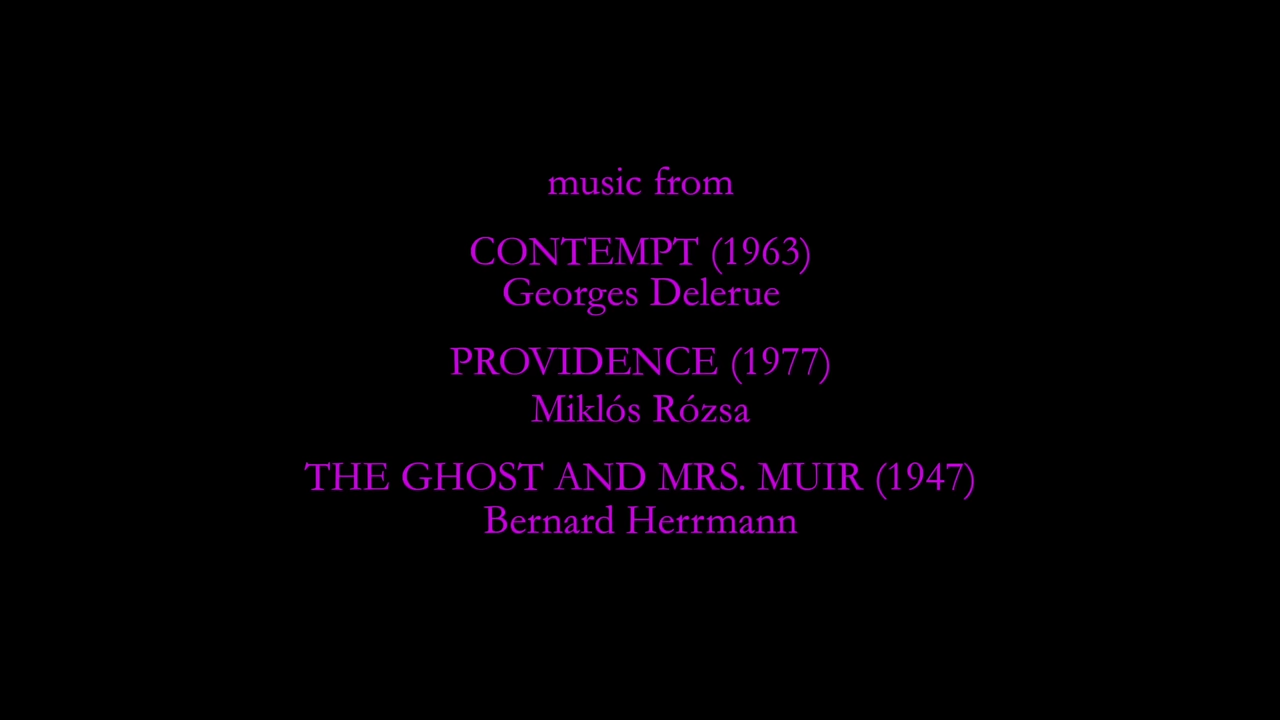 music from
CONTEMPT (1963)
Georges Delerue
PROVIDENCE (1977)
Miklós Rózsa
THE GHOST AND MRS. MUIR (1947)
Bernard Herrmann